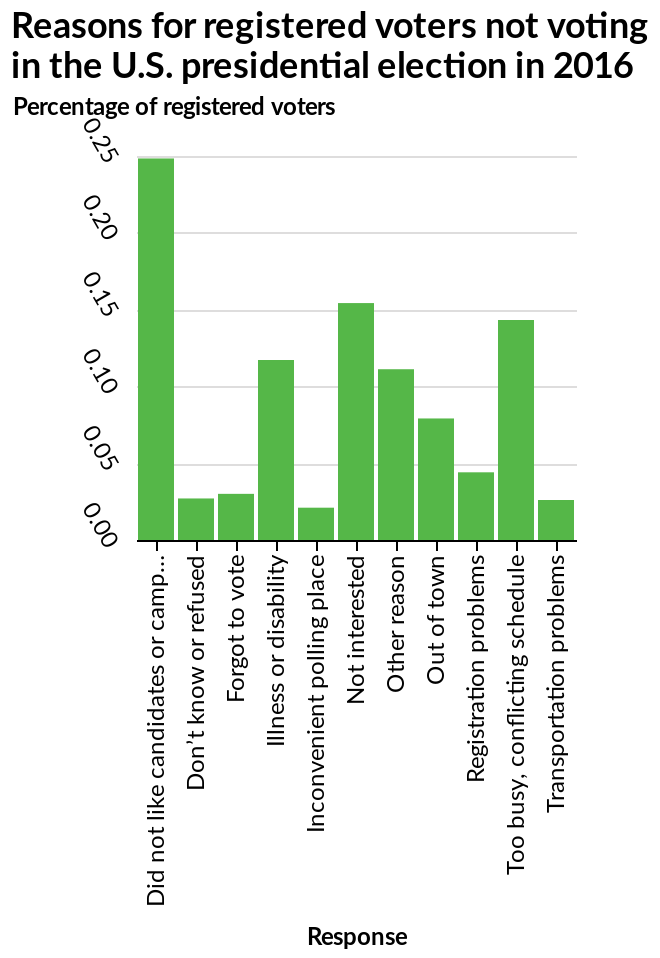 Reasons for registered voters not voting
in the U.S. presidential election in 2016
Percentage of registered voters
0.25
0.20
0.15
0.10
0.05
0.00
Did not like candidates or camp...
Don't know or refused
Forgot to vote
Illness or disability
Inconvenient polling place
Not interested
Other reason
Out of town
Registration problems
Too busy, conflicting schedule
Transportation problems
Response